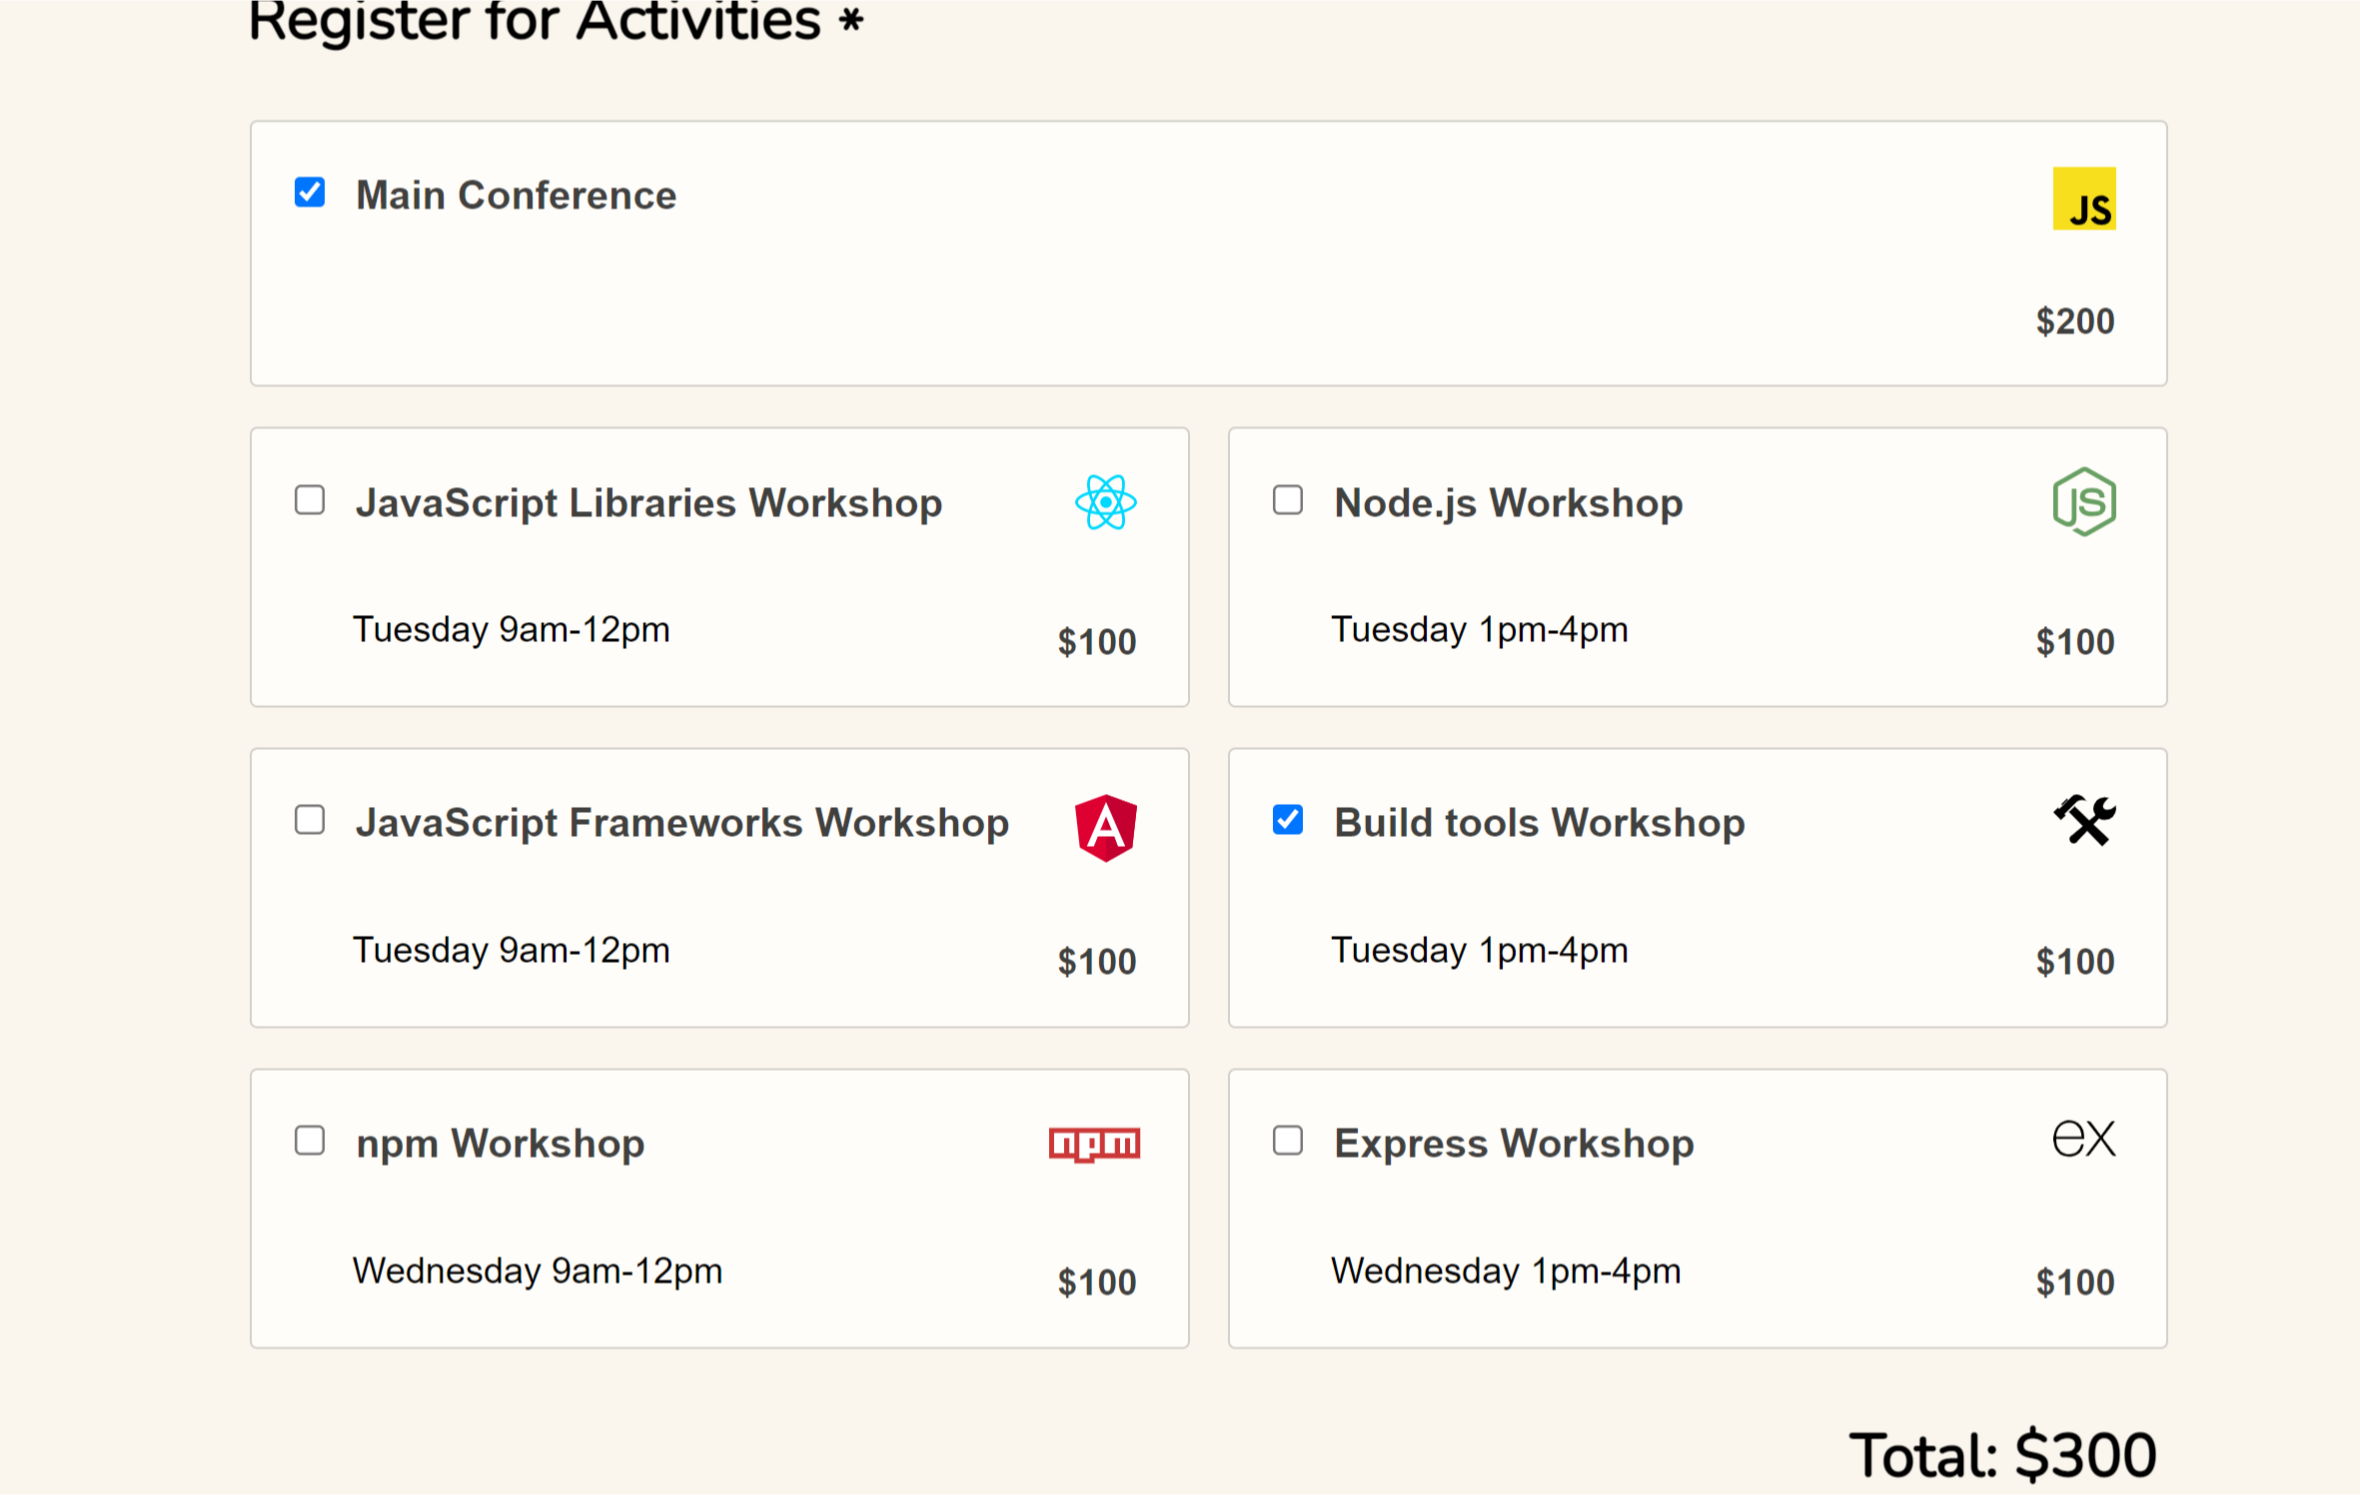 Register for Activities *
Main Conference
JS
$200
JavaScript Libraries Workshop
Tuesday 9am-12pm
$100
Node.js Workshop
JS
Tuesday 1pm-4pm
$100
JavaScript Frameworks Workshop
A
Tuesday 9am-12pm
$100
Build tools Workshop
Tuesday 1pm-4pm
$100
npm Workshop
npm
Wednesday 9am-12pm
$100
Express Workshop
ex
Wednesday 1pm-4pm
$100
Total: $300